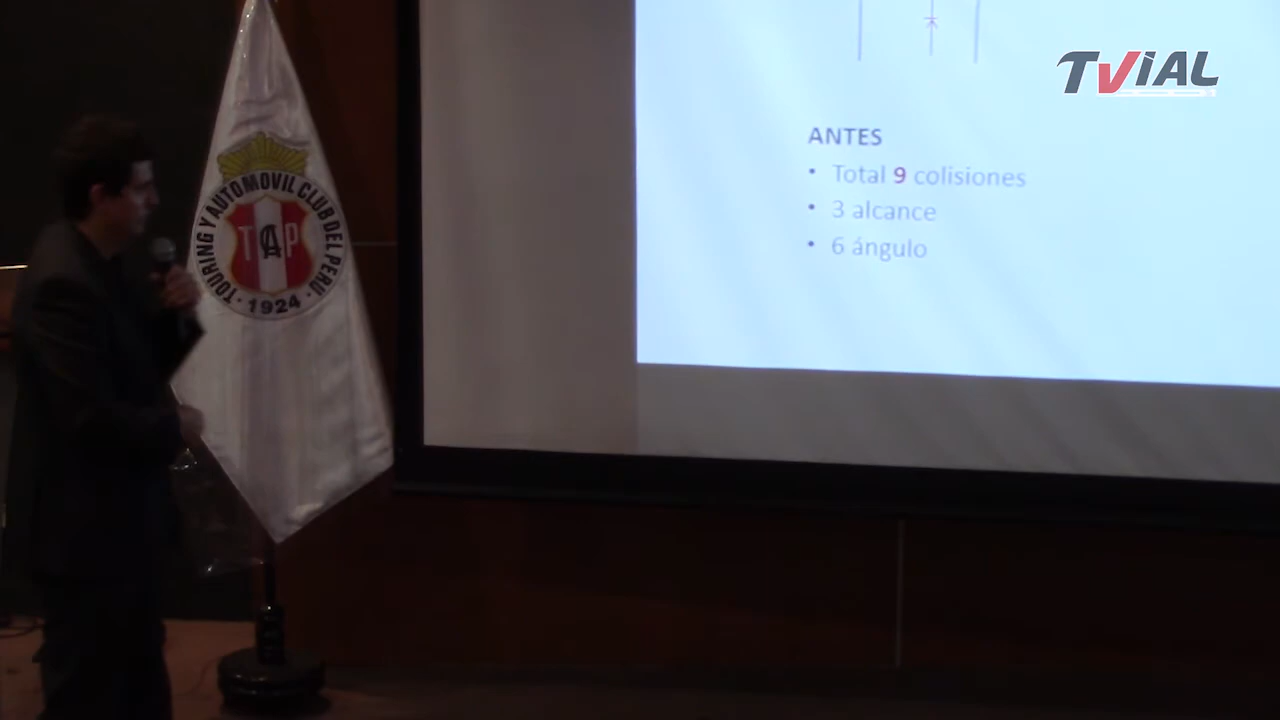 TViAL
TOURING Y AUTOMOVIL CLUB DEL PERU
TAP
· 1924 ·
ANTES
• Total 9 colisiones
• 3 alcance
• 6 ángulo